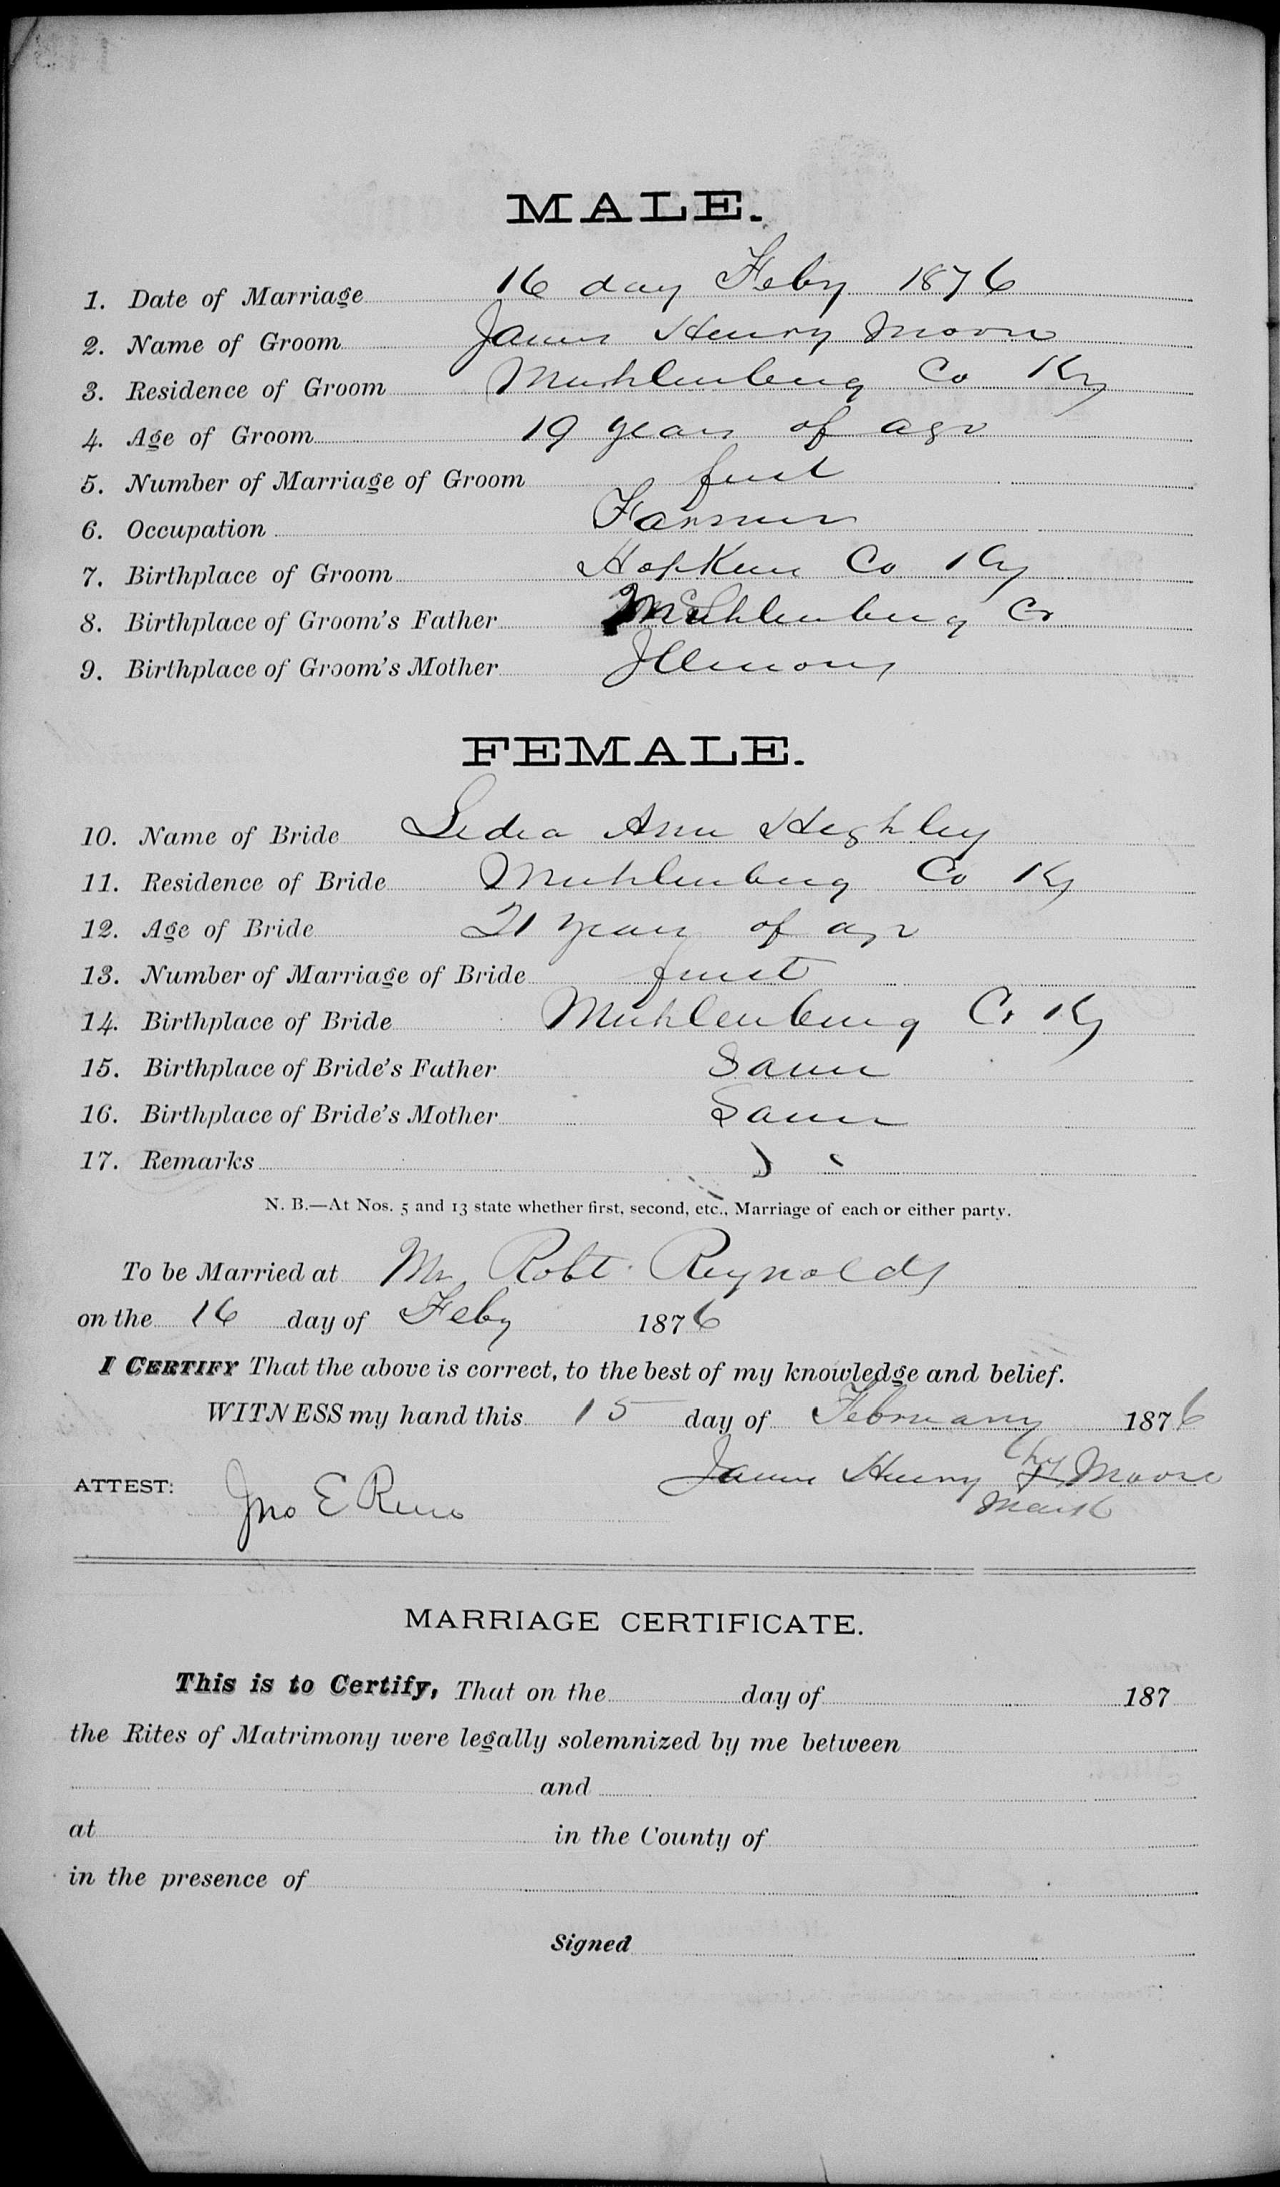 MALE.
1. Date of Marriage 16 day Feby 1876
2. Name of Groom James Henry Moore
3. Residence of Groom Muhlenburg Co Ky
4. Age of Groom 19 years of age
5. Number of Marriage of Groom first
6. Occupation Farmer
7. Birthplace of Groom Hopkins Co Ky
8. Birthplace of Groom's Father Muhlenburg Co
9. Birthplace of Groom's Mother Illinois
FEMALE.
10. Name of Bride Ledia Ann Heghley
11. Residence of Bride Muhlenburg Co Ky
12. Age of Bride 21 years of age
13. Number of Marriage of Bride first
14. Birthplace of Bride Muhlenburg Co Ky
15. Birthplace of Bride's Father Same
16. Birthplace of Bride's Mother Same
17. Remarks
N. B.—At Nos. 5 and 13 state whether first, second, etc., Marriage of each or either party.
To be Married at Mr Robt Reynolds
on the 16 day of Feby 1876
I CERTIFY That the above is correct, to the best of my knowledge and belief.
WITNESS my hand this 15 day of February 1876
James Henry his X Moore
mark
ATTEST: Jno E Reno
MARRIAGE CERTIFICATE.
This is to Certify, That on the day of 187
the Rites of Matrimony were legally solemnized by me between
and
at in the County of
in the presence of
Signed